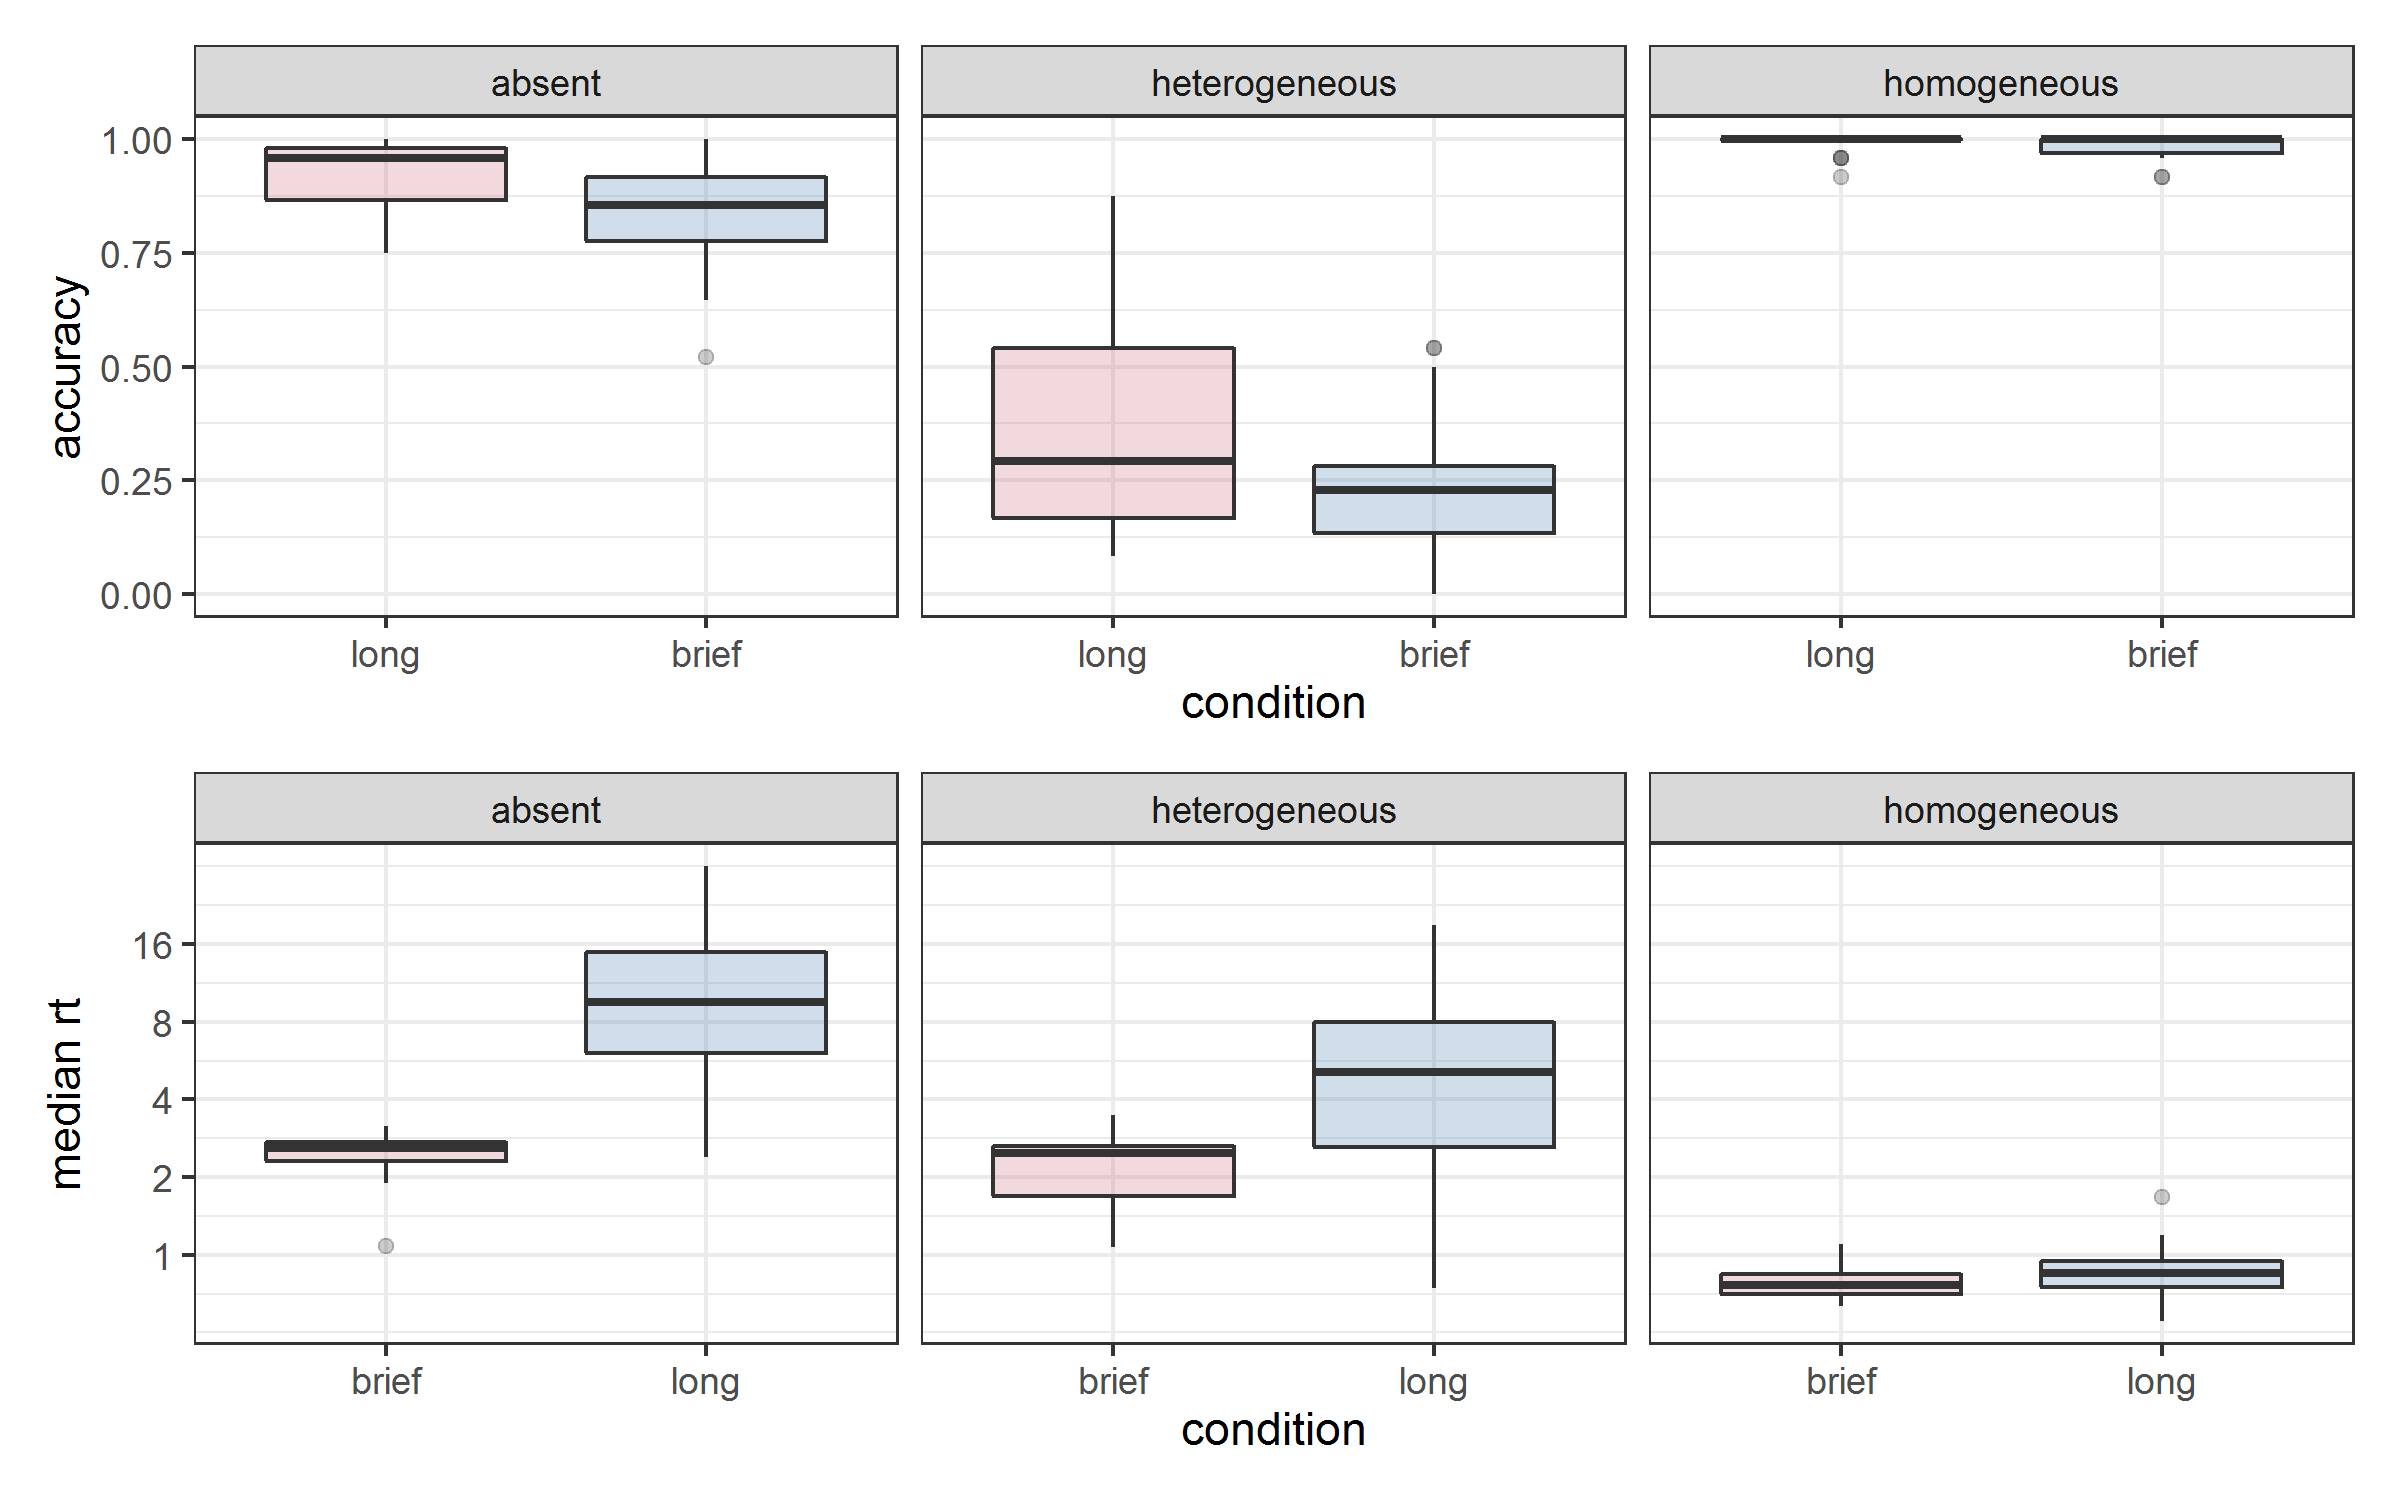 absent heterogeneous homogeneous
1.00
0.75
0.50
0.25
0.00
accuracy
long brief long brief long brief
condition
absent heterogeneous homogeneous
16
8
4
2
1
median rt
brief long brief long brief long
condition